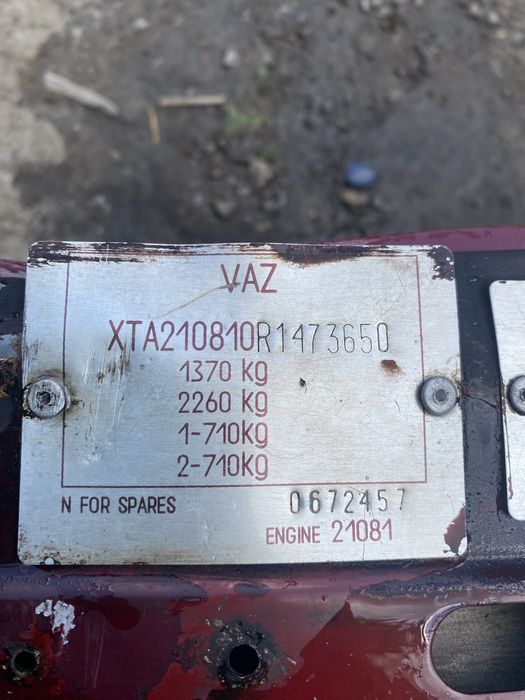 VAZ
XTA210810R1473650
1370 kg
2260 kg
1-710kg
2-710kg
N FOR SPARES 0672457
ENGINE 21081